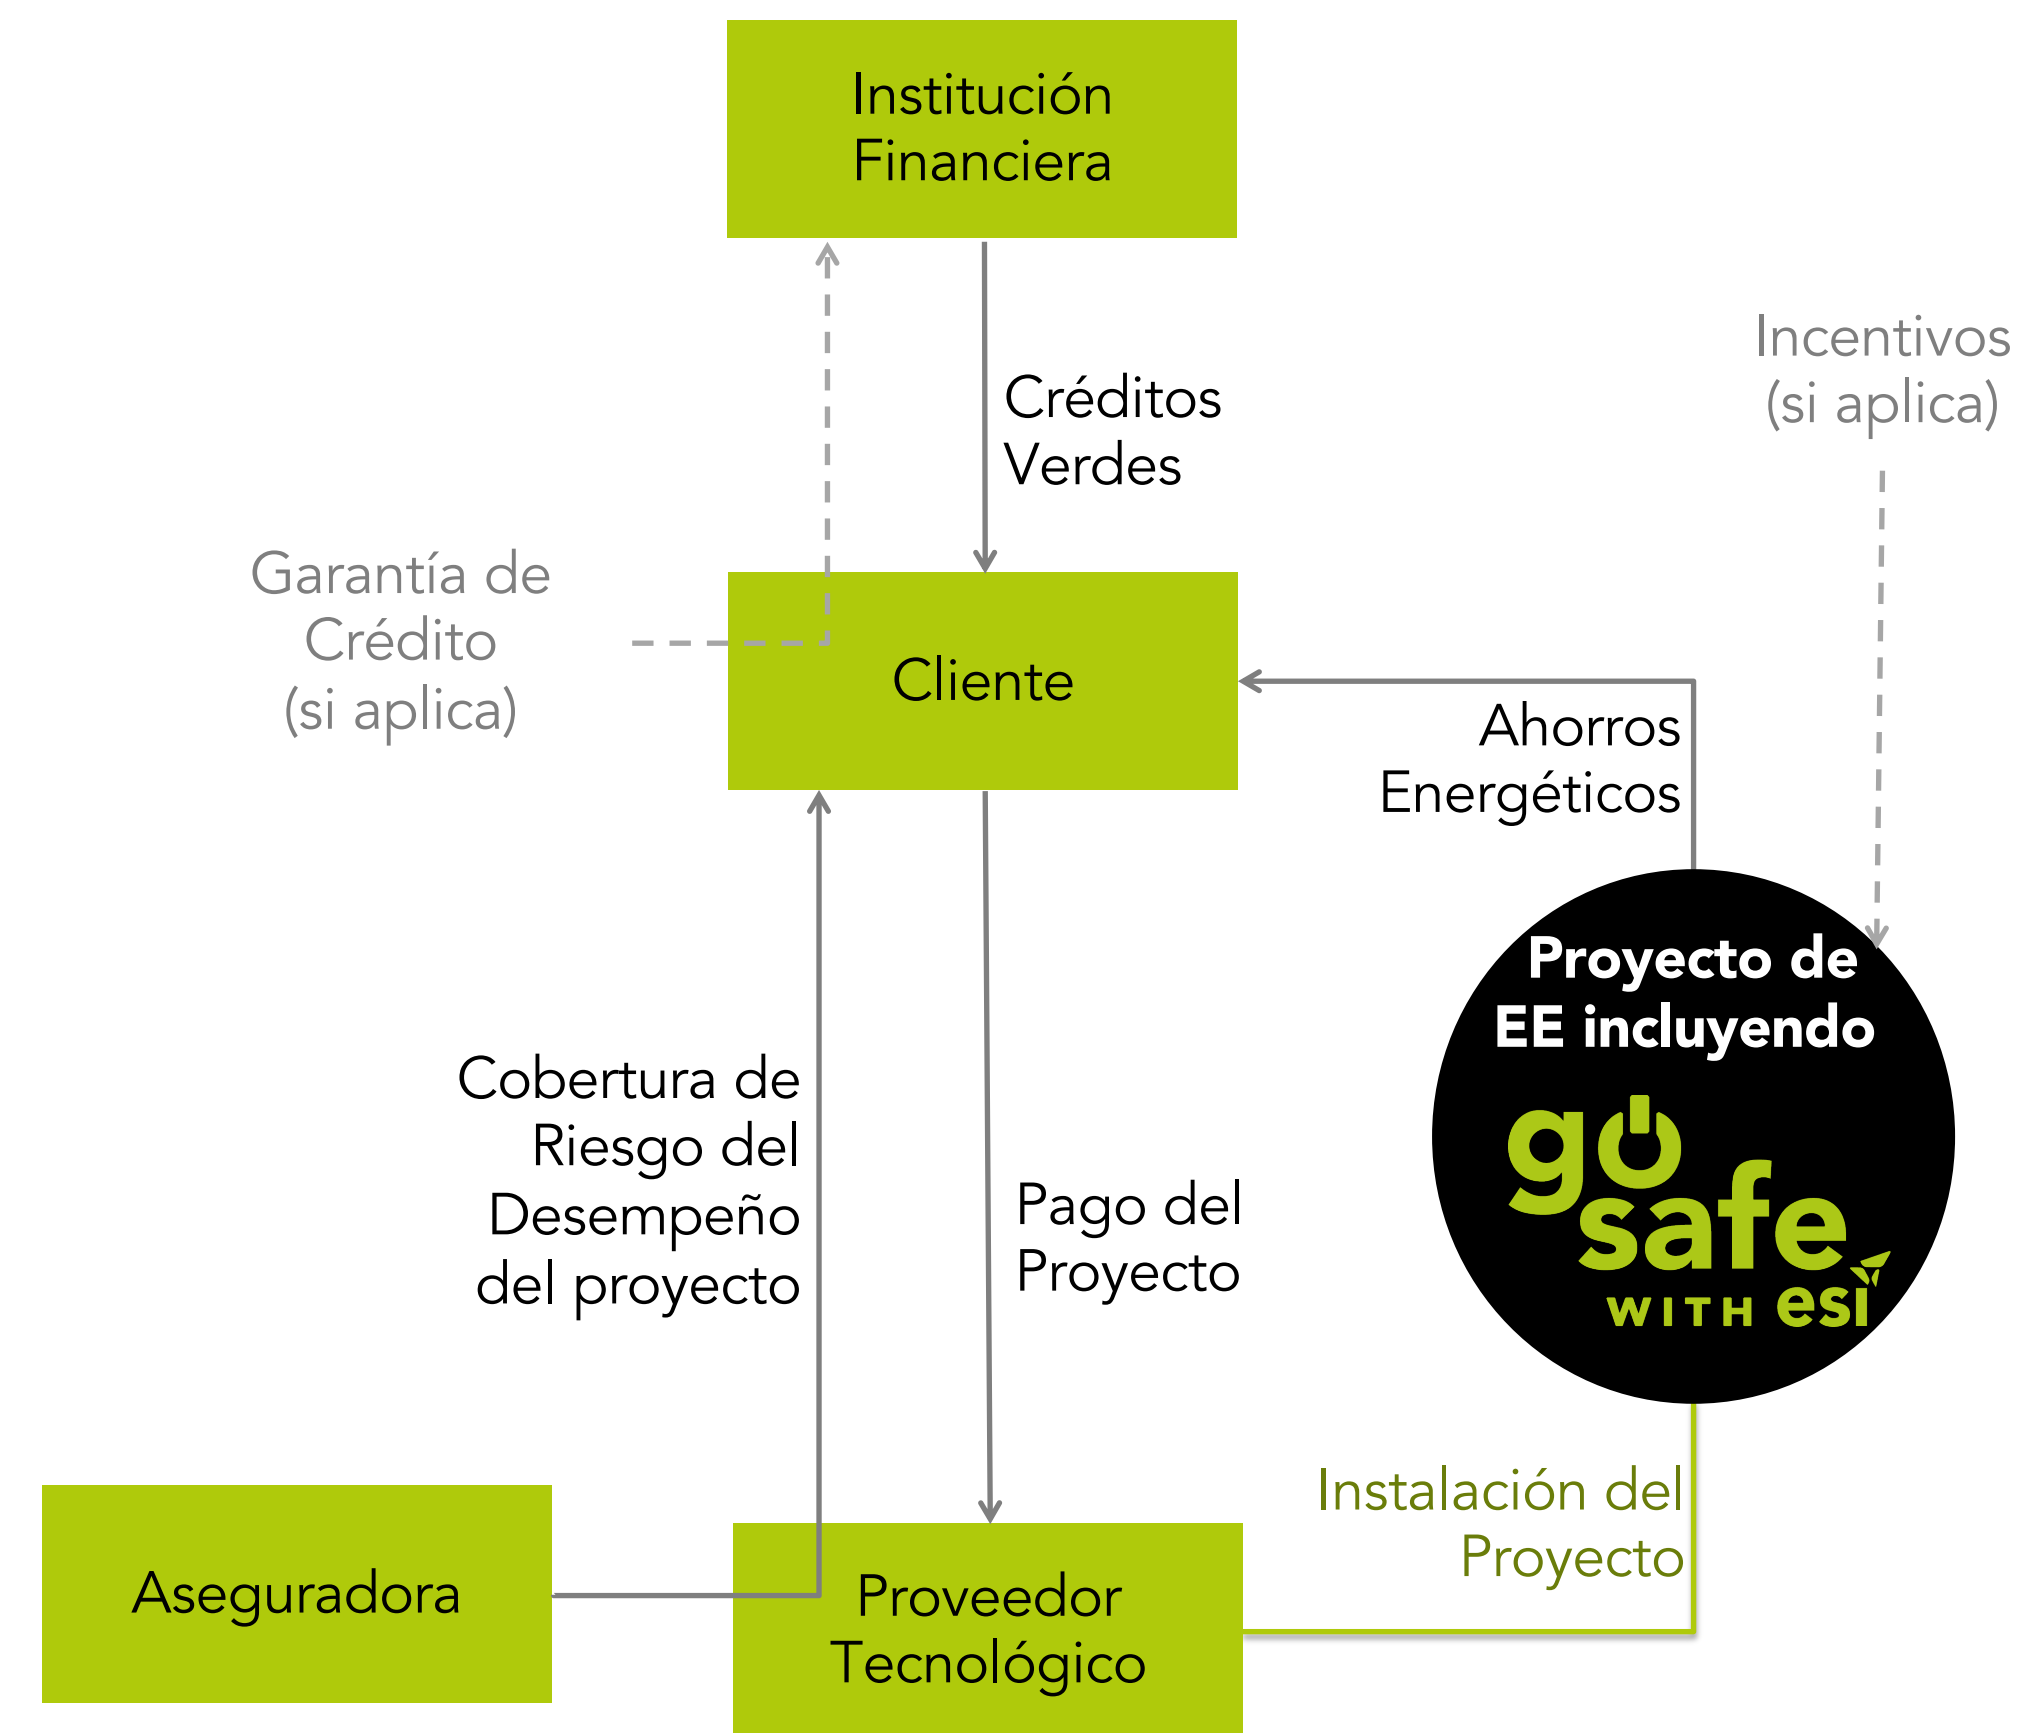 Institución
Financiera
Créditos
Verdes
Incentivos
(si aplica)
Garantía de
Crédito
(si aplica)
Cliente
Ahorros
Energéticos
Proyecto de
EE incluyendo
go
safe
WITH esi
Cobertura de
Riesgo del
Desempeño
del proyecto
Pago del
Proyecto
Instalación del
Proyecto
Aseguradora
Proveedor
Tecnológico